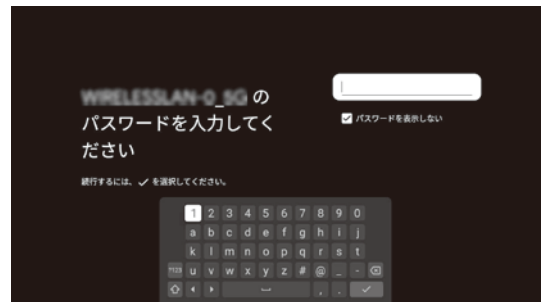 WIRELESSLAN-0_5G の
パスワードを入力してく
ださい
パスワードを表示しない
続行するには、✓ を選択してください。
1 2 3 4 5 6 7 8 9 0
a b c d e f g h i j
k l m n o p q r s t
?123 u v w x y z # @ _ -
, .